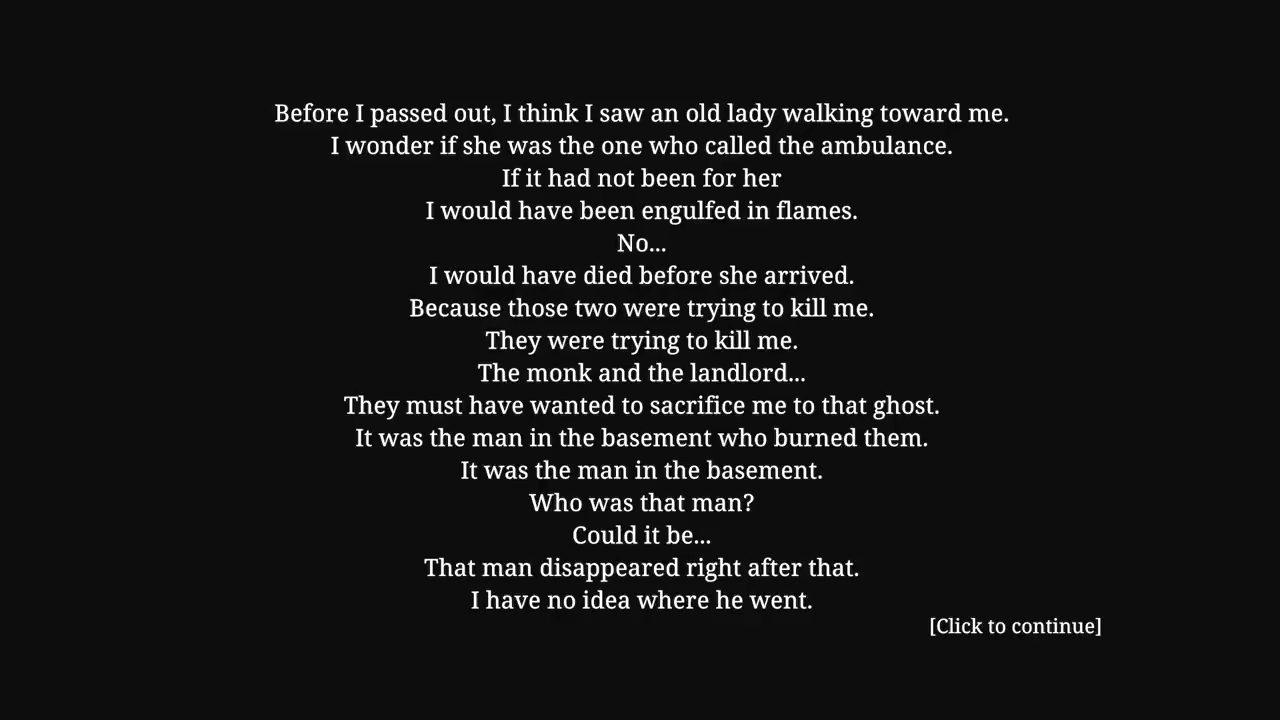 Before I passed out, I think I saw an old lady walking toward me.
I wonder if she was the one who called the ambulance.
If it had not been for her
I would have been engulfed in flames.
No...
I would have died before she arrived.
Because those two were trying to kill me.
They were trying to kill me.
The monk and the landlord...
They must have wanted to sacrifice me to that ghost.
It was the man in the basement who burned them.
It was the man in the basement.
Who was that man?
Could it be...
That man disappeared right after that.
I have no idea where he went.
[Click to continue]